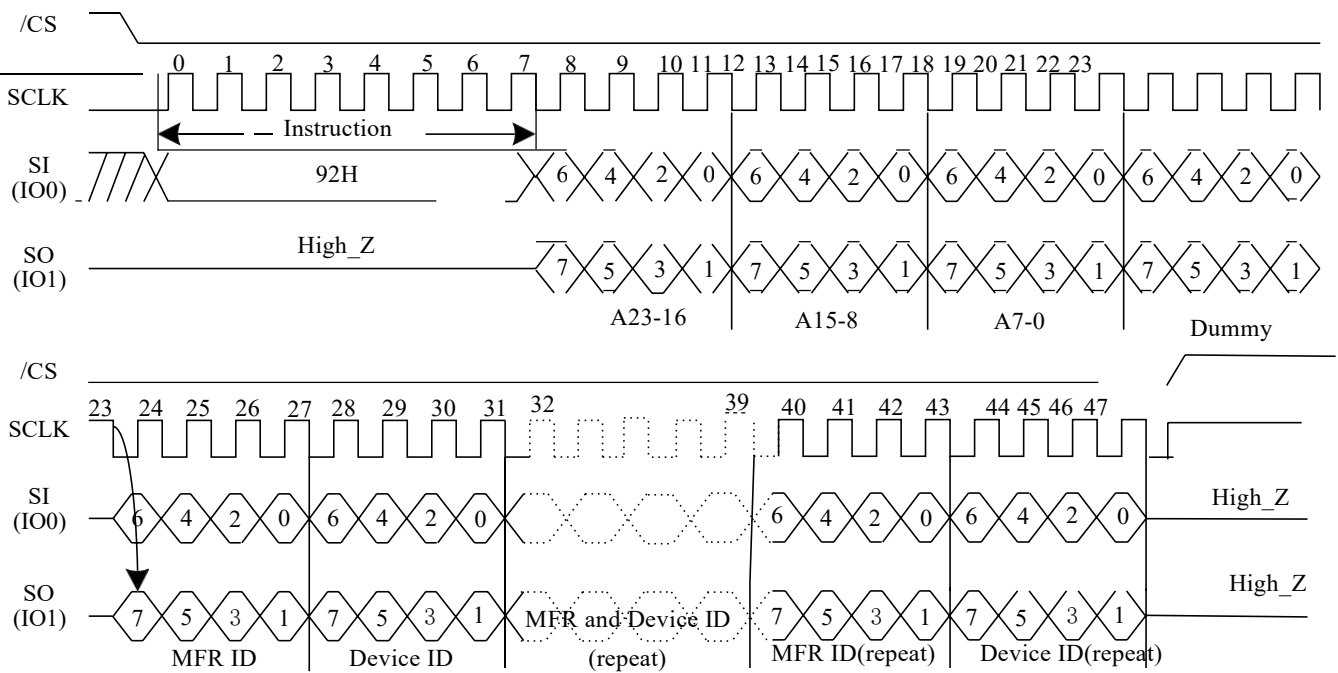 /CS
0 1 2 3 4 5 6 7 8 9 10 11 12 13 14 15 16 17 18 19 20 21 22 23
SCLK
Instruction
SI
(IO0)
92H
6 4 2 0 6 4 2 0 6 4 2 0 6 4 2 0
SO
(IO1)
High_Z
7 5 3 1 7 5 3 1 7 5 3 1 7 5 3 1
A23-16 A15-8 A7-0 Dummy
/CS
23 24 25 26 27 28 29 30 31 32 39 40 41 42 43 44 45 46 47
SCLK
SI
(IO0)
6 4 2 0 6 4 2 0 6 4 2 0 6 4 2 0
High_Z
SO
(IO1)
7 5 3 1 7 5 3 1 MFR and Device ID 7 5 3 1 7 5 3 1
High_Z
MFR ID Device ID (repeat) MFR ID(repeat) Device ID(repeat)